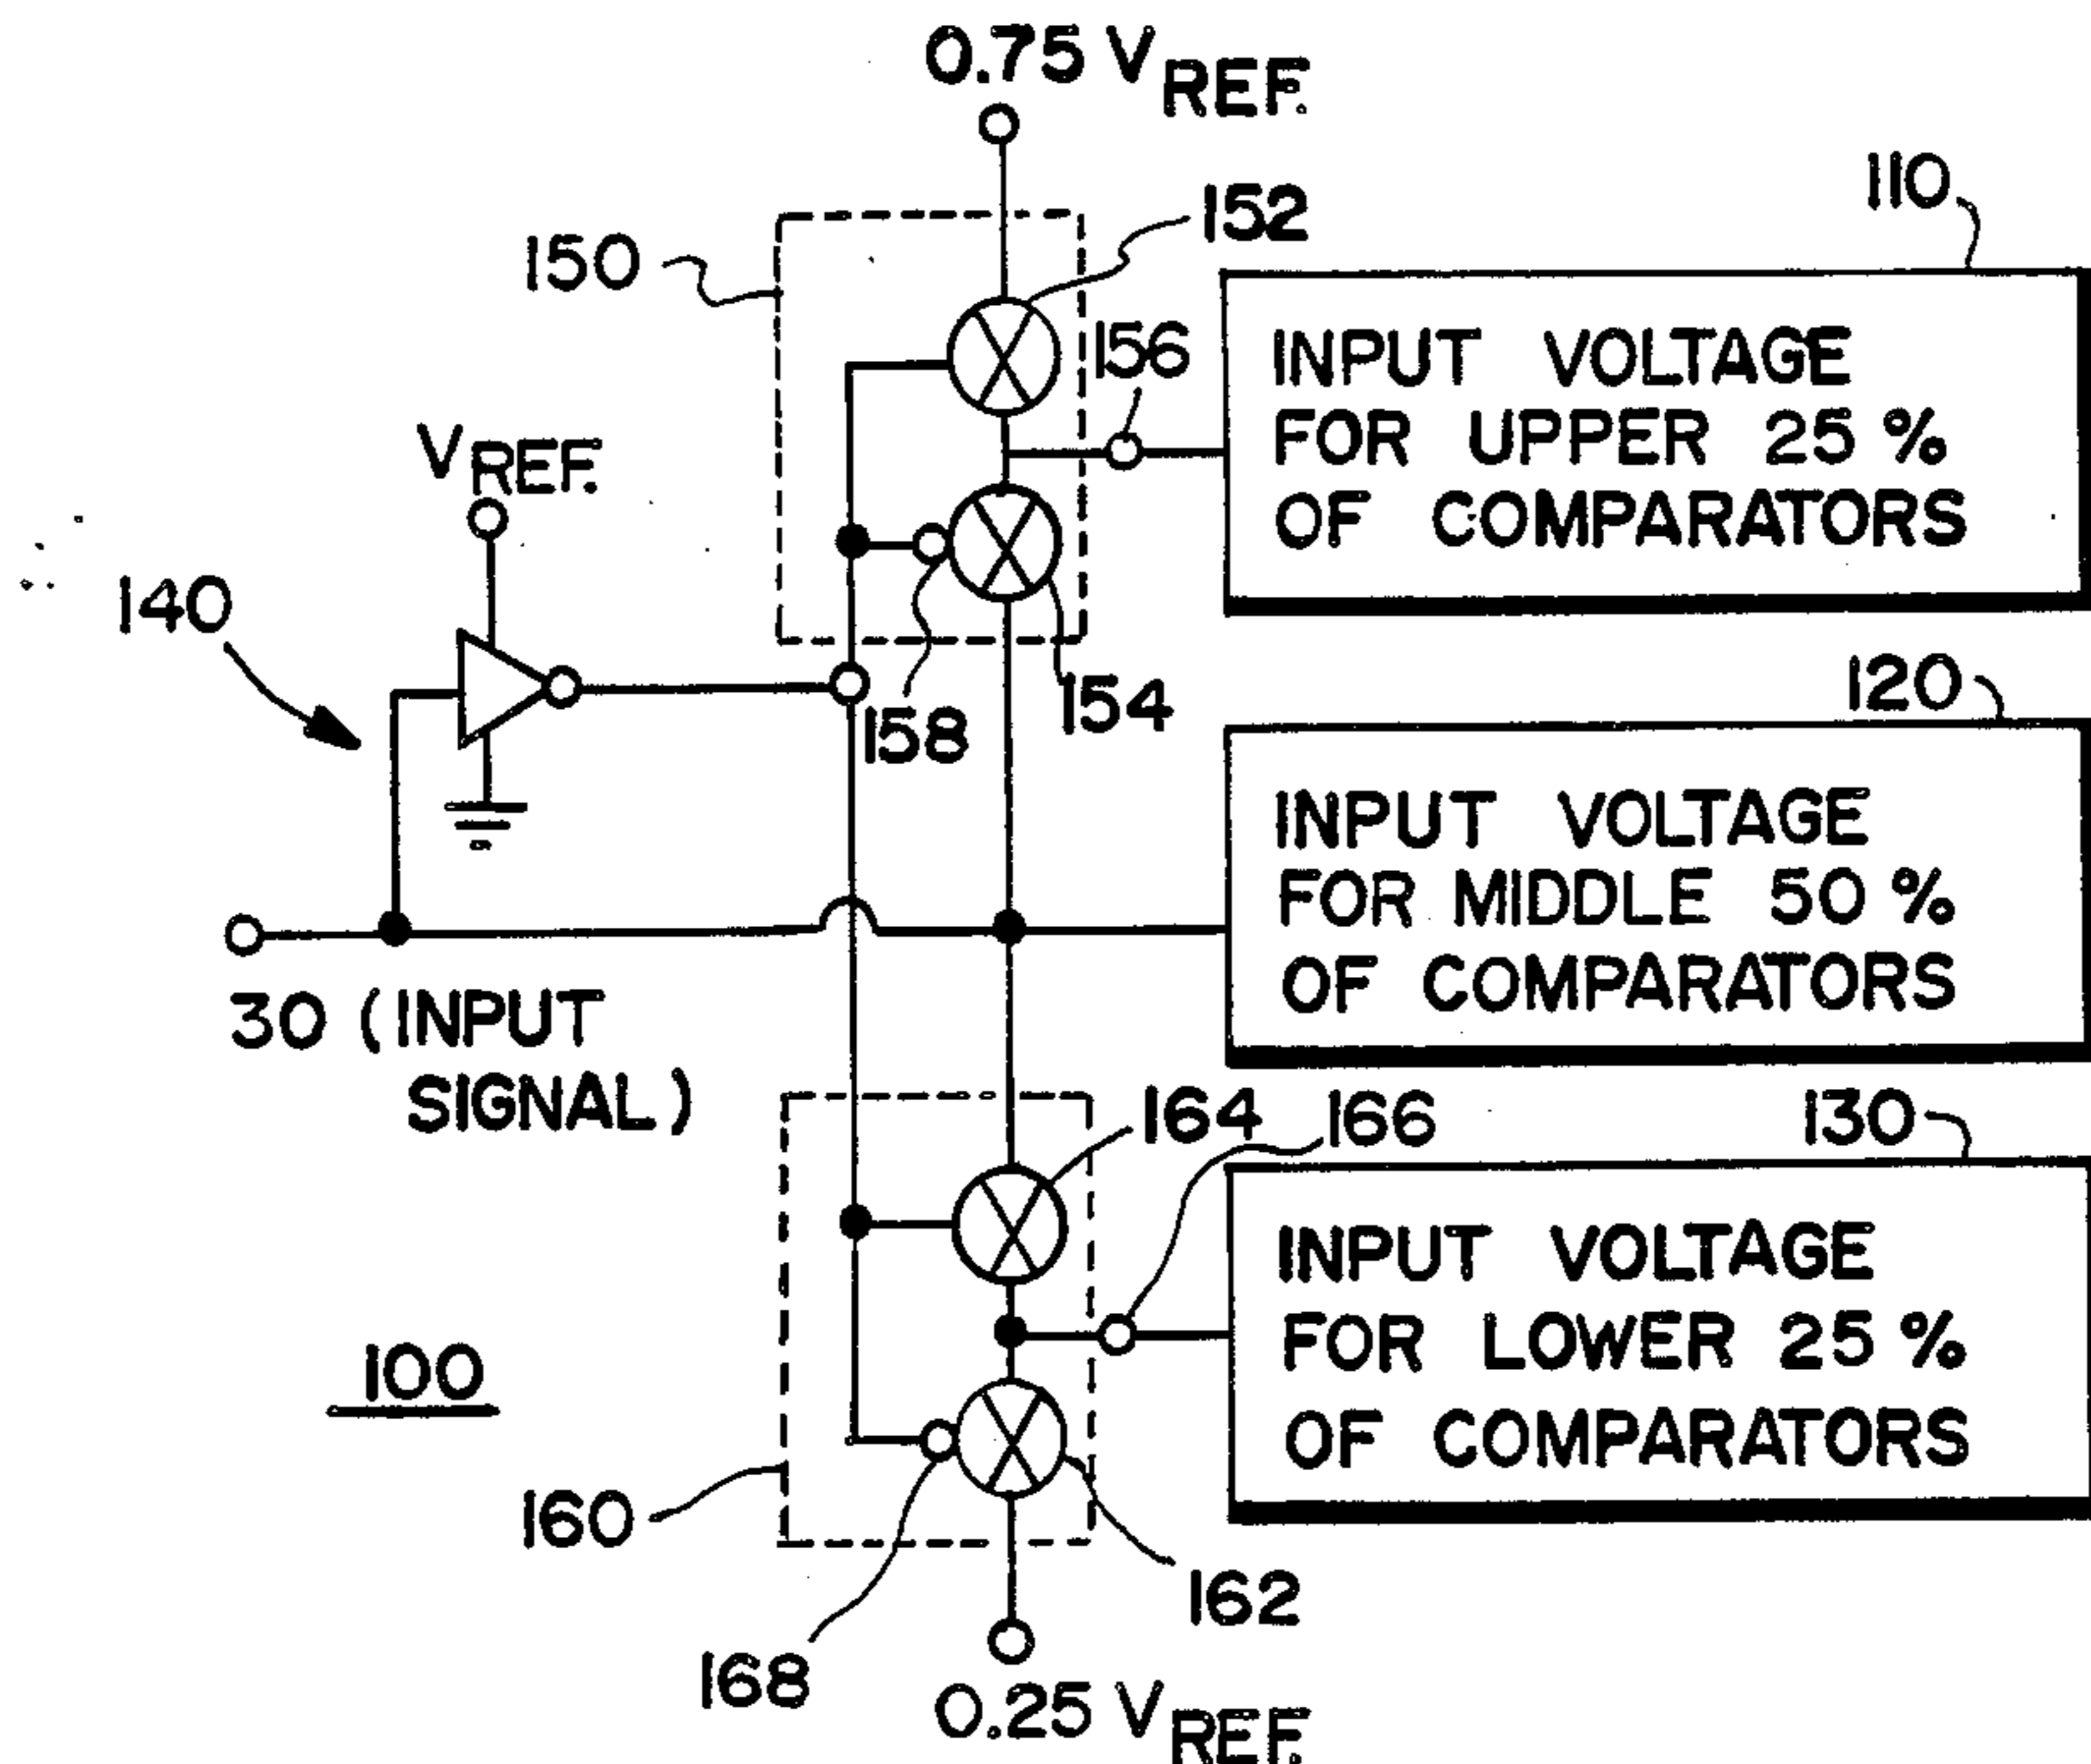 0.75 VREF.
110
152
150
156
INPUT VOLTAGE
FOR UPPER 25 %
OF COMPARATORS
VREF.
140
158
154
120
INPUT VOLTAGE
FOR MIDDLE 50 %
OF COMPARATORS
30 (INPUT
SIGNAL)
164
166
130
INPUT VOLTAGE
FOR LOWER 25 %
OF COMPARATORS
100
160
162
168
0.25 VREF.